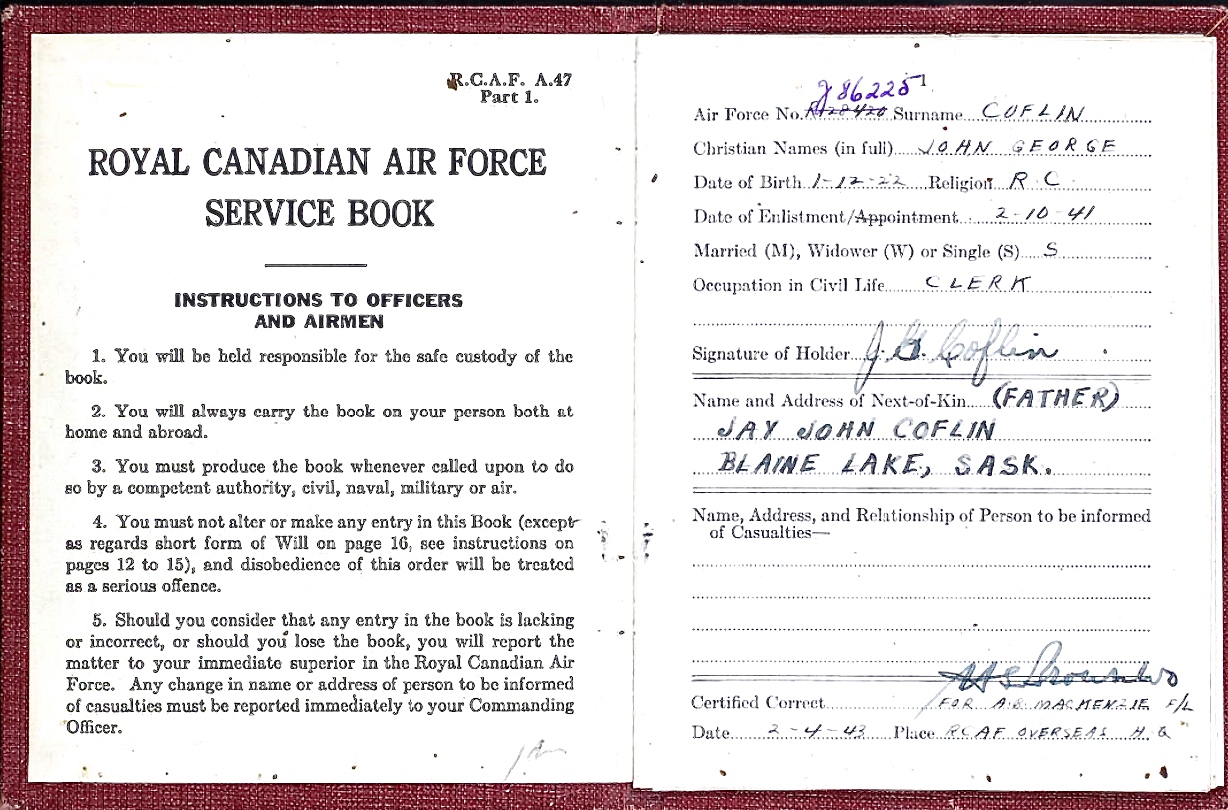 R.C.A.F. A.47
Part 1.
ROYAL CANADIAN AIR FORCE
SERVICE BOOK
INSTRUCTIONS TO OFFICERS
AND AIRMEN
1. You will be held responsible for the safe custody of the
book.
2. You will always carry the book on your person both at
home and abroad.
3. You must produce the book whenever called upon to do
so by a competent authority, civil, naval, military or air.
4. You must not alter or make any entry in this Book (except
as regards short form of Will on page 16, see instructions on
pages 12 to 15), and disobedience of this order will be treated
as a serious offence.
5. Should you consider that any entry in the book is lacking
or incorrect, or should you lose the book, you will report the
matter to your immediate superior in the Royal Canadian Air
Force. Any change in name or address of person to be informed
of casualties must be reported immediately to your Commanding
Officer.
1
J86225
Air Force No. R128420 Surname COFLIN
Christian Names (in full) JOHN GEORGE
Date of Birth 1-12-22 Religion R.C.
Date of Enlistment/Appointment 2-10-41
Married (M), Widower (W) or Single (S) S
Occupation in Civil Life CLERK
Signature of Holder J. G. Coflin
Name and Address of Next-of-Kin (FATHER)
JAY JOHN COFLIN
BLAINE LAKE, SASK.
Name, Address, and Relationship of Person to be informed
of Casualties—
Certified Correct FOR A.B. MACKENZIE F/L
Date 2-4-43 Place RCAF OVERSEAS H.Q